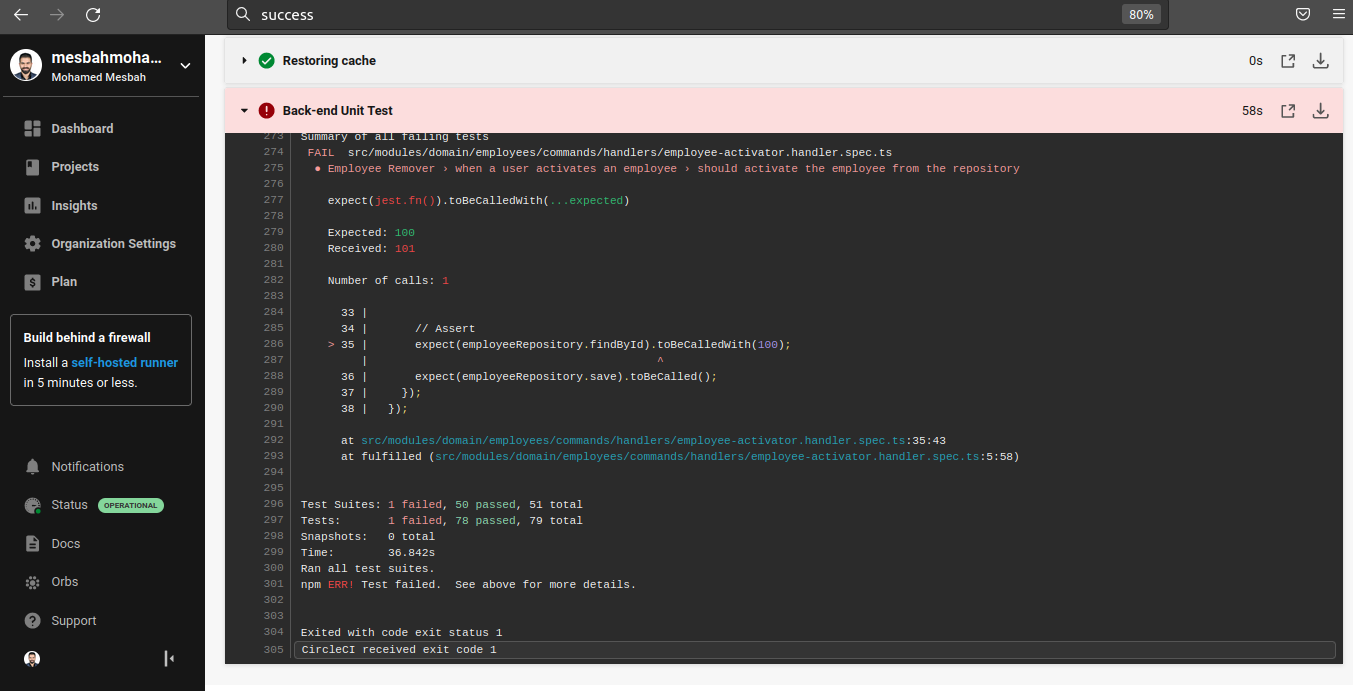 success
80%
mesbahmoha...
Mohamed Mesbah
Dashboard
Projects
Insights
Organization Settings
Plan
Build behind a firewall
Install a self-hosted runner
in 5 minutes or less.
Notifications
Status OPERATIONAL
Docs
Orbs
Support
Restoring cache 0s
Back-end Unit Test 58s
273 Summary of all failing tests
274 FAIL src/modules/domain/employees/commands/handlers/employee-activator.handler.spec.ts
275 ● Employee Remover › when a user activates an employee › should activate the employee from the repository
276
277 expect(jest.fn()).toBeCalledWith(...expected)
278
279 Expected: 100
280 Received: 101
281
282 Number of calls: 1
283
284 33 |
285 34 | // Assert
286 > 35 | expect(employeeRepository.findById).toBeCalledWith(100);
287 | ^
288 36 | expect(employeeRepository.save).toBeCalled();
289 37 | });
290 38 | });
291
292 at src/modules/domain/employees/commands/handlers/employee-activator.handler.spec.ts:35:43
293 at fulfilled (src/modules/domain/employees/commands/handlers/employee-activator.handler.spec.ts:5:58)
294
295
296 Test Suites: 1 failed, 50 passed, 51 total
297 Tests: 1 failed, 78 passed, 79 total
298 Snapshots: 0 total
299 Time: 36.842s
300 Ran all test suites.
301 npm ERR! Test failed. See above for more details.
302
303
304 Exited with code exit status 1
305 CircleCI received exit code 1